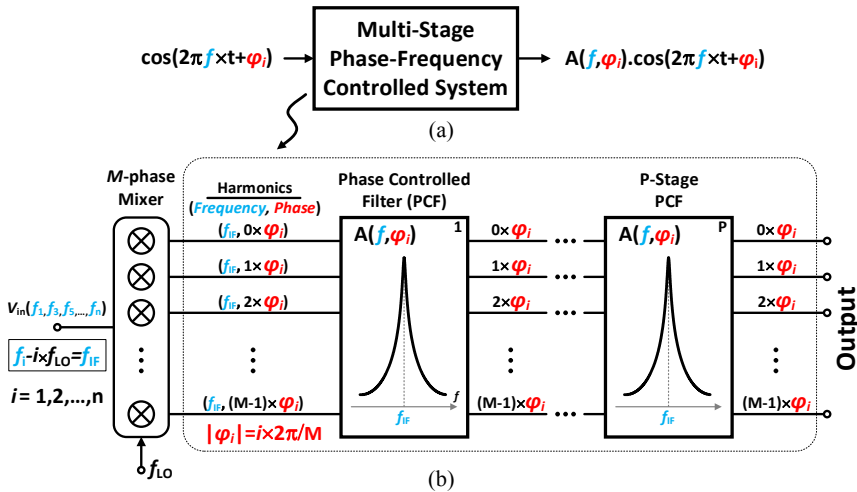 cos(2πf×t+φi)
Multi-Stage
Phase-Frequency
Controlled System
A(f,φi).cos(2πf×t+φi)
(a)
M-phase
Mixer
Harmonics
(Frequency, Phase)
Phase Controlled
Filter (PCF)
P-Stage
PCF
(fIF, 0×φi)
A(f,φi)
1
0×φi
A(f,φi)
P
0×φi
(fIF, 1×φi)
1×φi
1×φi
(fIF, 2×φi)
2×φi
2×φi
Vin(f1,f3,f5,...,fn)
fi-i×fLO=fIF
i=1,2,...,n
(fIF, (M-1)×φi)
(M-1)×φi
(M-1)×φi
f
fIF
fIF
|φi|=i×2π/M
fLO
Output
(b)